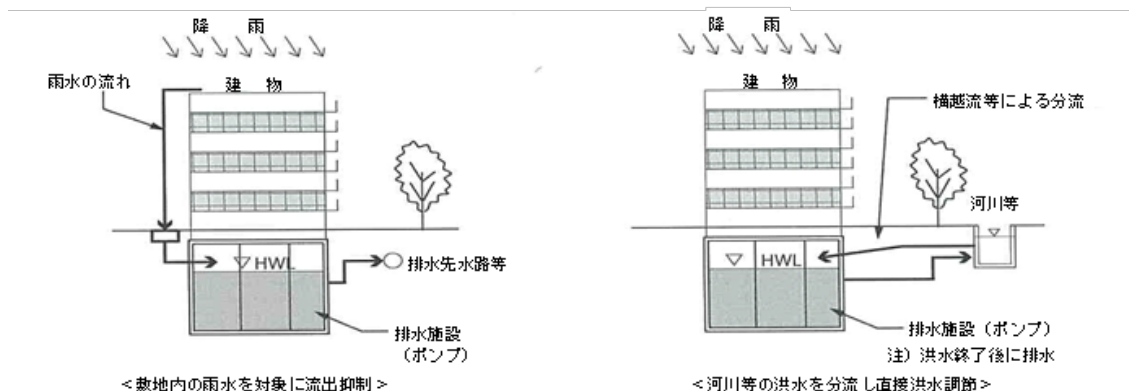 降 雨
雨水の流れ
建 物
HWL
排水先水路等
排水施設
(ポンプ)
<敷地内の雨水を対象に流出抑制>
降 雨
建 物
横越流等による分流
河川等
HWL
排水施設(ポンプ)
注)洪水終了後に排水
<河川等の洪水を分流し直接洪水調節>